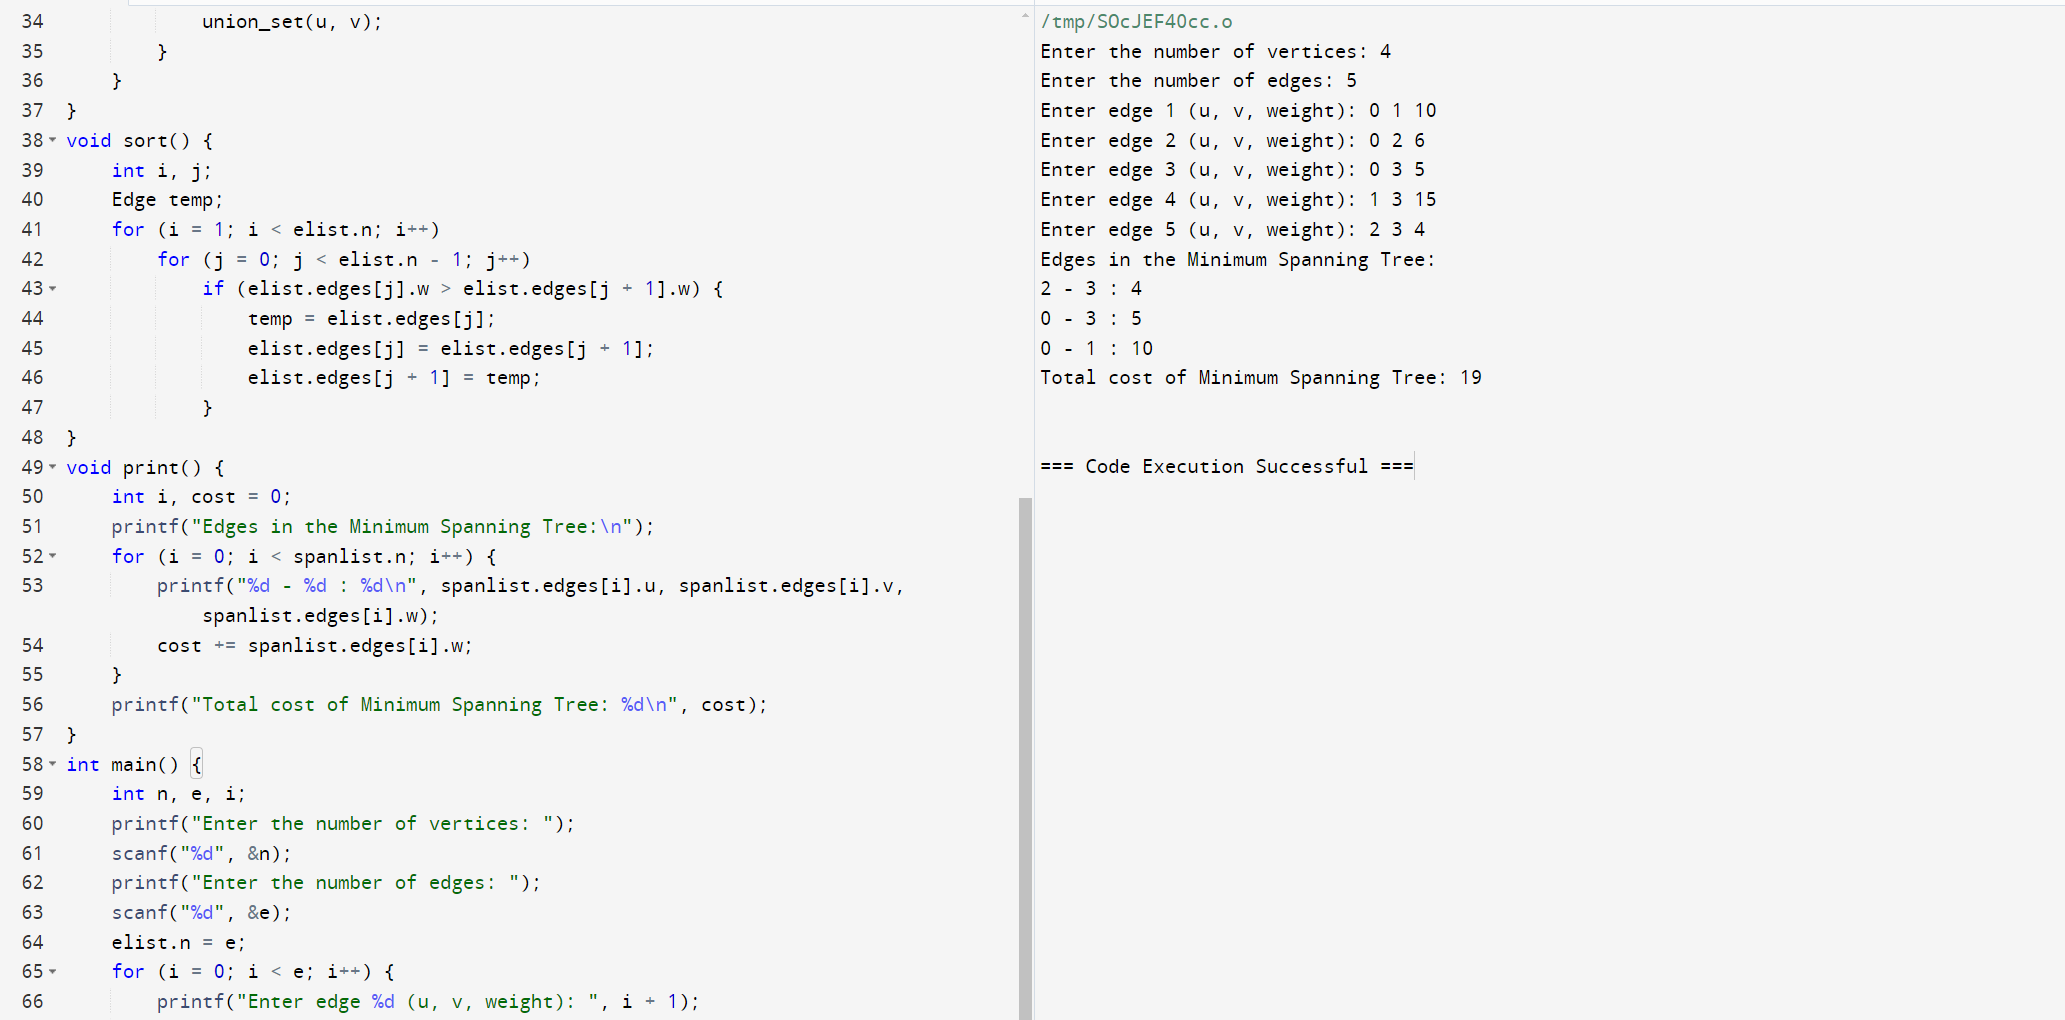 34 union_set(u, v);
35 }
36 }
37 }
38 void sort() {
39 int i, j;
40 Edge temp;
41 for (i = 1; i < elist.n; i++)
42 for (j = 0; j < elist.n - 1; j++)
43 if (elist.edges[j].w > elist.edges[j + 1].w) {
44 temp = elist.edges[j];
45 elist.edges[j] = elist.edges[j + 1];
46 elist.edges[j + 1] = temp;
47 }
48 }
49 void print() {
50 int i, cost = 0;
51 printf("Edges in the Minimum Spanning Tree:\n");
52 for (i = 0; i < spanlist.n; i++) {
53 printf("%d - %d : %d\n", spanlist.edges[i].u, spanlist.edges[i].v,
spanlist.edges[i].w);
54 cost += spanlist.edges[i].w;
55 }
56 printf("Total cost of Minimum Spanning Tree: %d\n", cost);
57 }
58 int main() {
59 int n, e, i;
60 printf("Enter the number of vertices: ");
61 scanf("%d", &n);
62 printf("Enter the number of edges: ");
63 scanf("%d", &e);
64 elist.n = e;
65 for (i = 0; i < e; i++) {
66 printf("Enter edge %d (u, v, weight): ", i + 1);
/tmp/SOcJEF40cc.o
Enter the number of vertices: 4
Enter the number of edges: 5
Enter edge 1 (u, v, weight): 0 1 10
Enter edge 2 (u, v, weight): 0 2 6
Enter edge 3 (u, v, weight): 0 3 5
Enter edge 4 (u, v, weight): 1 3 15
Enter edge 5 (u, v, weight): 2 3 4
Edges in the Minimum Spanning Tree:
2 - 3 : 4
0 - 3 : 5
0 - 1 : 10
Total cost of Minimum Spanning Tree: 19
=== Code Execution Successful ===